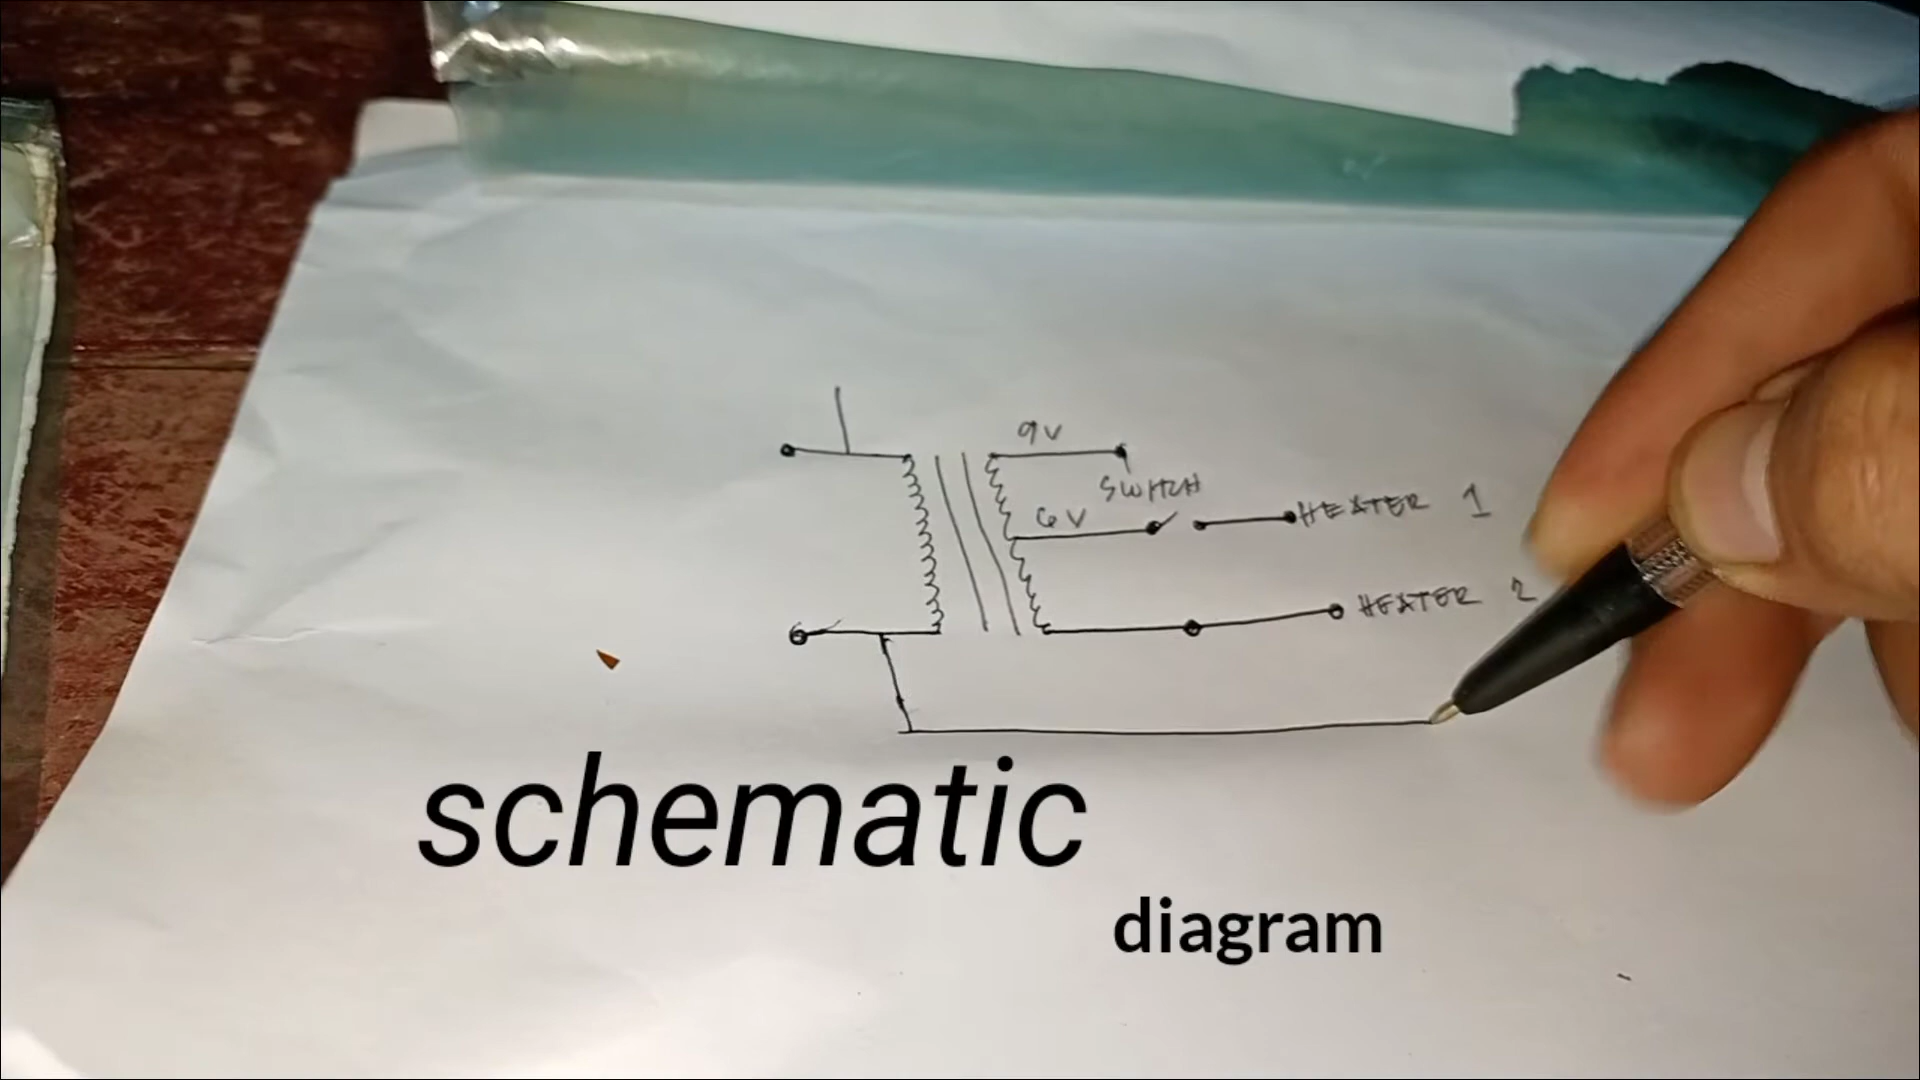 9V
SWITCH
6V
HEATER 1
HEATER 2
schematic
diagram